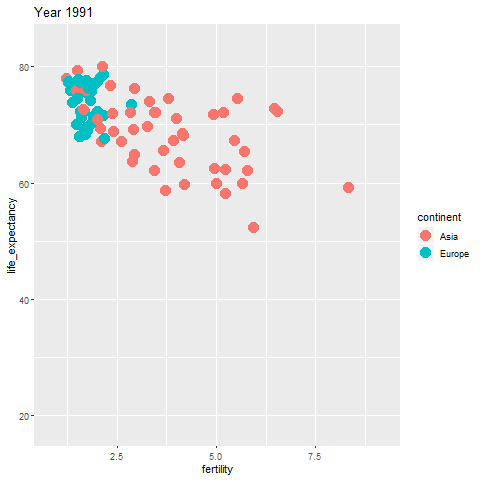 Year 1991
80
60
40
20
life_expectancy
2.5 5.0 7.5
fertility
continent
Asia
Europe